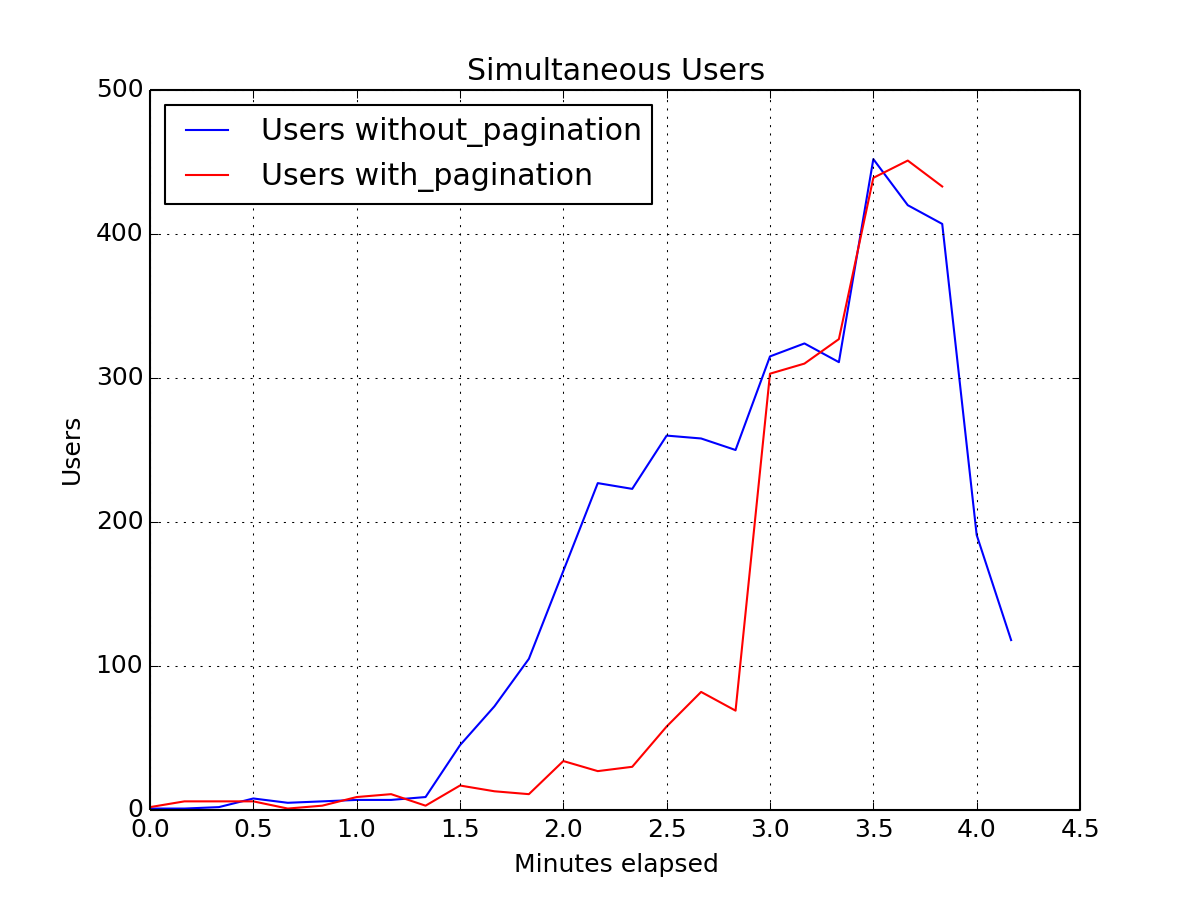 Simultaneous Users
500
Users without_pagination
Users with_pagination
400
300
Users
200
100
0
0.0 0.5 1.0 1.5 2.0 2.5 3.0 3.5 4.0 4.5
Minutes elapsed